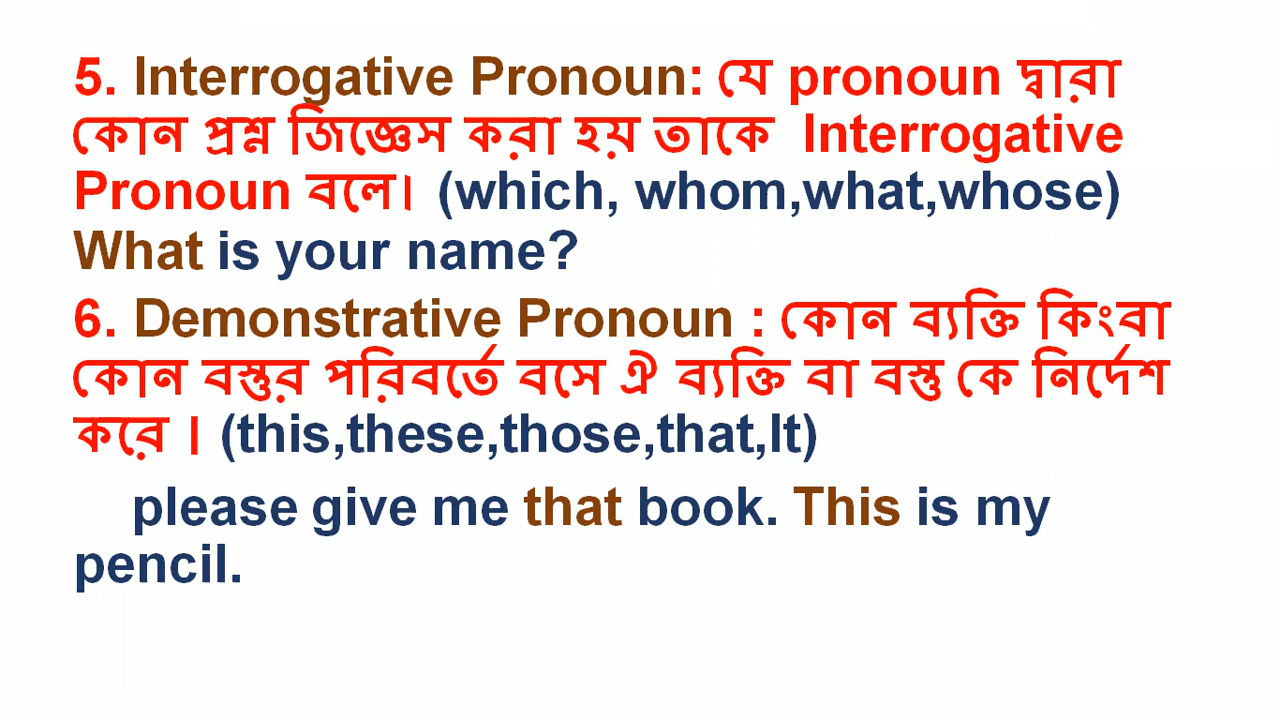 5. Interrogative Pronoun: যে pronoun দ্বারা
কোন প্রশ্ন জিজ্ঞেস করা হয় তাকে Interrogative
Pronoun বলে। (which, whom,what,whose)
What is your name?
6. Demonstrative Pronoun : কোন ব্যক্তি কিংবা
কোন বস্তুর পরিবর্তে বসে ঐ ব্যক্তি বা বস্তু কে নির্দেশ
করে । (this,these,those,that,It)
please give me that book. This is my
pencil.